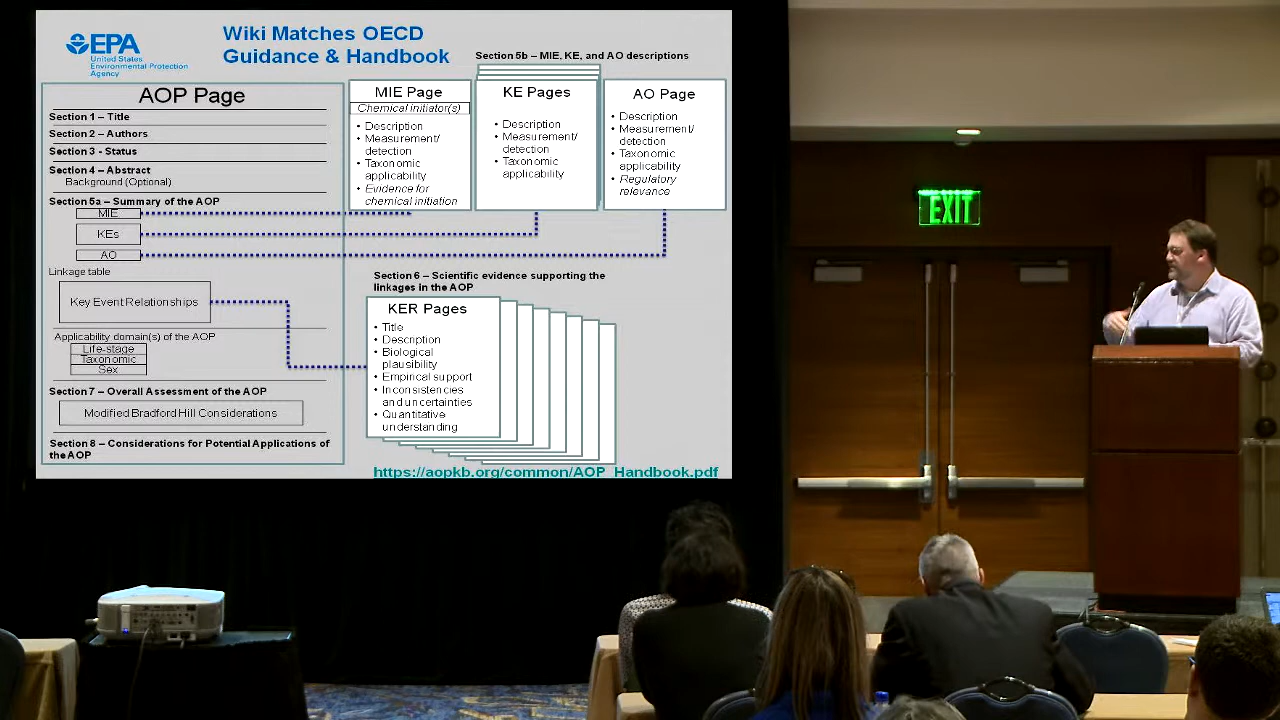 EPA
United States
Environmental Protection
Agency
Wiki Matches OECD
Guidance & Handbook
Section 5b – MIE, KE, and AO descriptions
AOP Page
Section 1 – Title
Section 2 – Authors
Section 3 - Status
Section 4 – Abstract
Background (Optional)
Section 5a – Summary of the AOP
MIE
KEs
AO
Linkage table
Key Event Relationships
Applicability domain(s) of the AOP
Life-stage
Taxonomic
Sex
Section 7 – Overall Assessment of the AOP
Modified Bradford Hill Considerations
Section 8 – Considerations for Potential Applications of
the AOP
MIE Page
Chemical initiator(s)
• Description
• Measurement/
detection
• Taxonomic
applicability
• Evidence for
chemical initiation
KE Pages
• Description
• Measurement/
detection
• Taxonomic
applicability
AO Page
• Description
• Measurement/
detection
• Taxonomic
applicability
• Regulatory
relevance
Section 6 – Scientific evidence supporting the
linkages in the AOP
KER Pages
• Title
• Description
• Biological
plausibility
• Empirical support
• Inconsistencies
and uncertainties
• Quantitative
understanding
https://aopkb.org/common/AOP_Handbook.pdf
EXIT